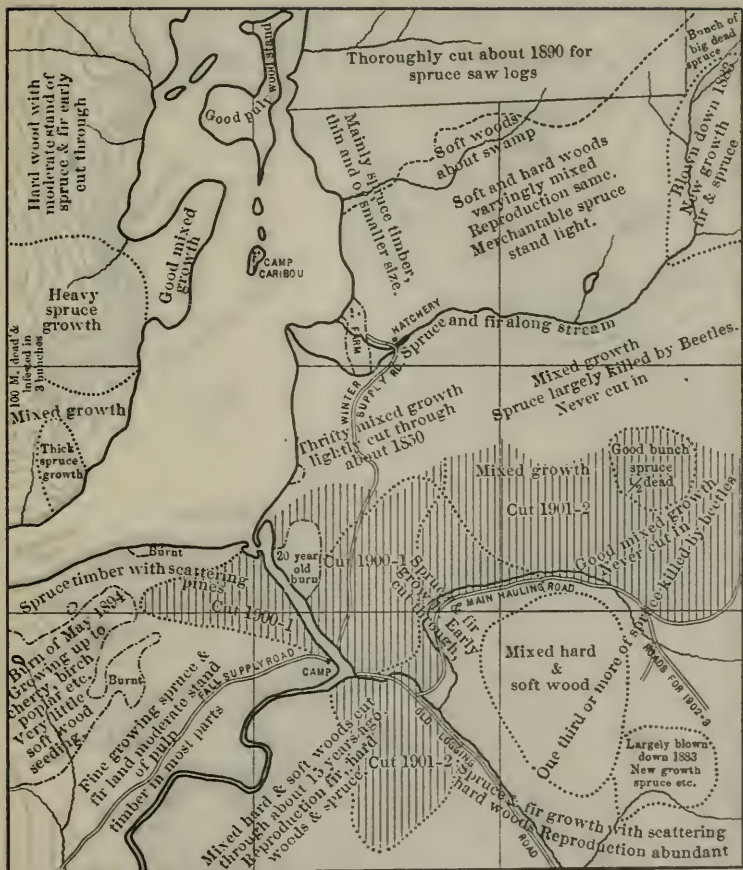 Thoroughly cut about 1890 for
spruce saw logs
Bunch of
big dead
spruce
Hard wood with
moderate stand of
spruce & fir early
cut through
Good pulp wood stand
Mainly spruce timber,
thin and of smaller size.
Soft woods
about swamp
Soft and hard woods
varyingly mixed
Reproduction same.
Merchantable spruce
stand light.
Blown down 1883
New growth
fir & spruce
Good mixed
growth
CAMP
CARIBOU
Heavy
spruce
growth
100 M. dead &
infested in
3 bunches
Mixed growth
Thick
spruce
growth
FARM
HATCHERY
Spruce and fir along stream
WINTER
SUPPLY RD.
Mixed growth
Spruce largely killed by Beetles.
Never cut in
Thrifty mixed growth
lightly cut through
about 1850
Mixed growth
Cut 1901-2
Good bunch
spruce
1/2 dead
Good mixed growth
Never cut in
One third or more of spruce killed by beetles
Burnt
20 year
old burn
Cut 1900-1
Spruce timber with scattering
pines
Cut 1900-1
Spruce & fir
growth Early
cut through,
MAIN HAULING ROAD
Mixed hard
& soft wood
ROADS FOR 1902-3
Burn of May 1894
Growing up to
cherry, birch
poplar etc.
Very little
soft wood
seeding.
Burnt
FALL SUPPLY ROAD
CAMP
Fine growing spruce &
fir land moderate stand
of pulp
timber in most parts
Mixed hard & soft woods cut
through about 15 years ago.
Reproduction fir, hard
woods & spruce.
Cut 1901-2
OLD LOGGING
ROAD
Largely blown
down 1883
New growth
spruce etc.
Spruce & fir growth with scattering
hard woods Reproduction abundant